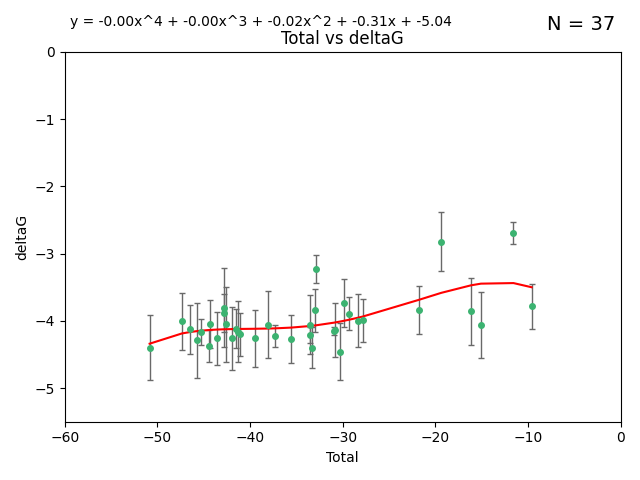 y = -0.00x^4 + -0.00x^3 + -0.02x^2 + -0.31x + -5.04
N = 37
Total vs deltaG
0
−1
−2
−3
−4
−5
deltaG
−60 −50 −40 −30 −20 −10 0
Total